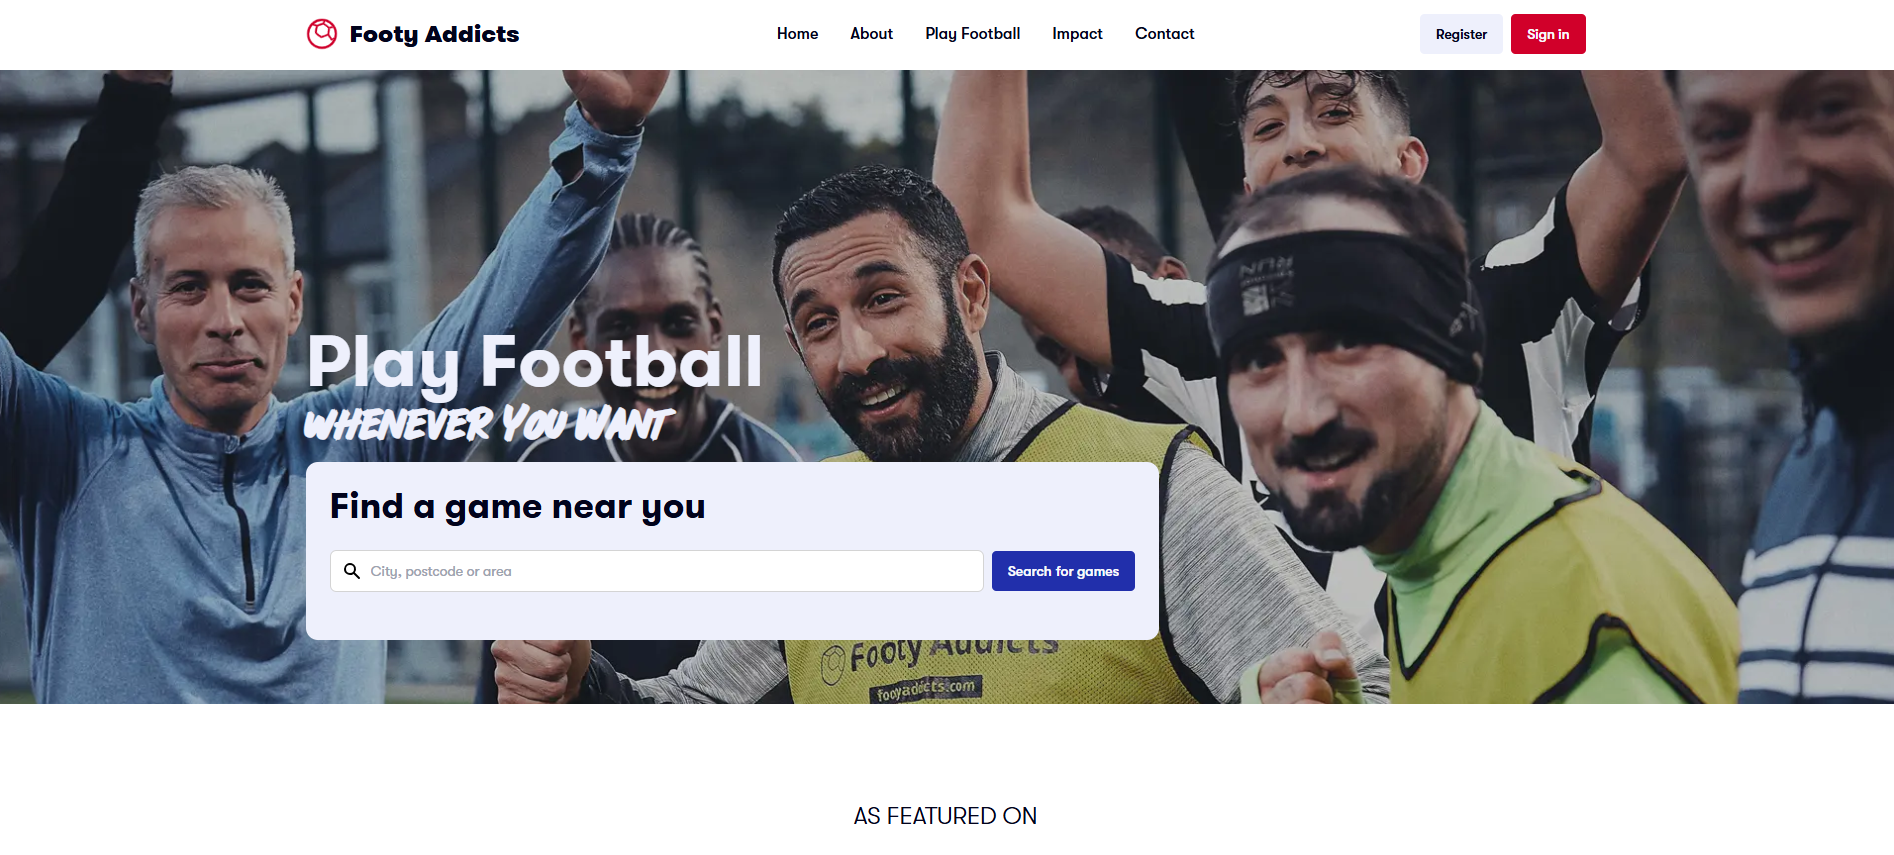 Footy Addicts
Home About Play Football Impact Contact
Register Sign in
Play Football
WHENEVER YOU WANT
Find a game near you
City, postcode or area
Search for games
Footy Addicts
footyaddicts.com
AS FEATURED ON